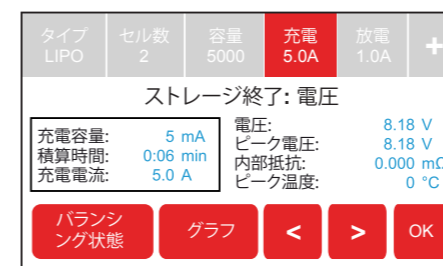 タイプ セル数 容量 充電 放電 +
LIPO 2 5000 5.0A 1.0A
ストレージ終了: 電圧
充電容量: 5 mA
積算時間: 0:06 min
充電電流: 5.0 A
電圧: 8.18 V
ピーク電圧: 8.18 V
内部抵抗: 0.000 mΩ
ピーク温度: 0 °C
バランシ
ング状態
グラフ < > OK